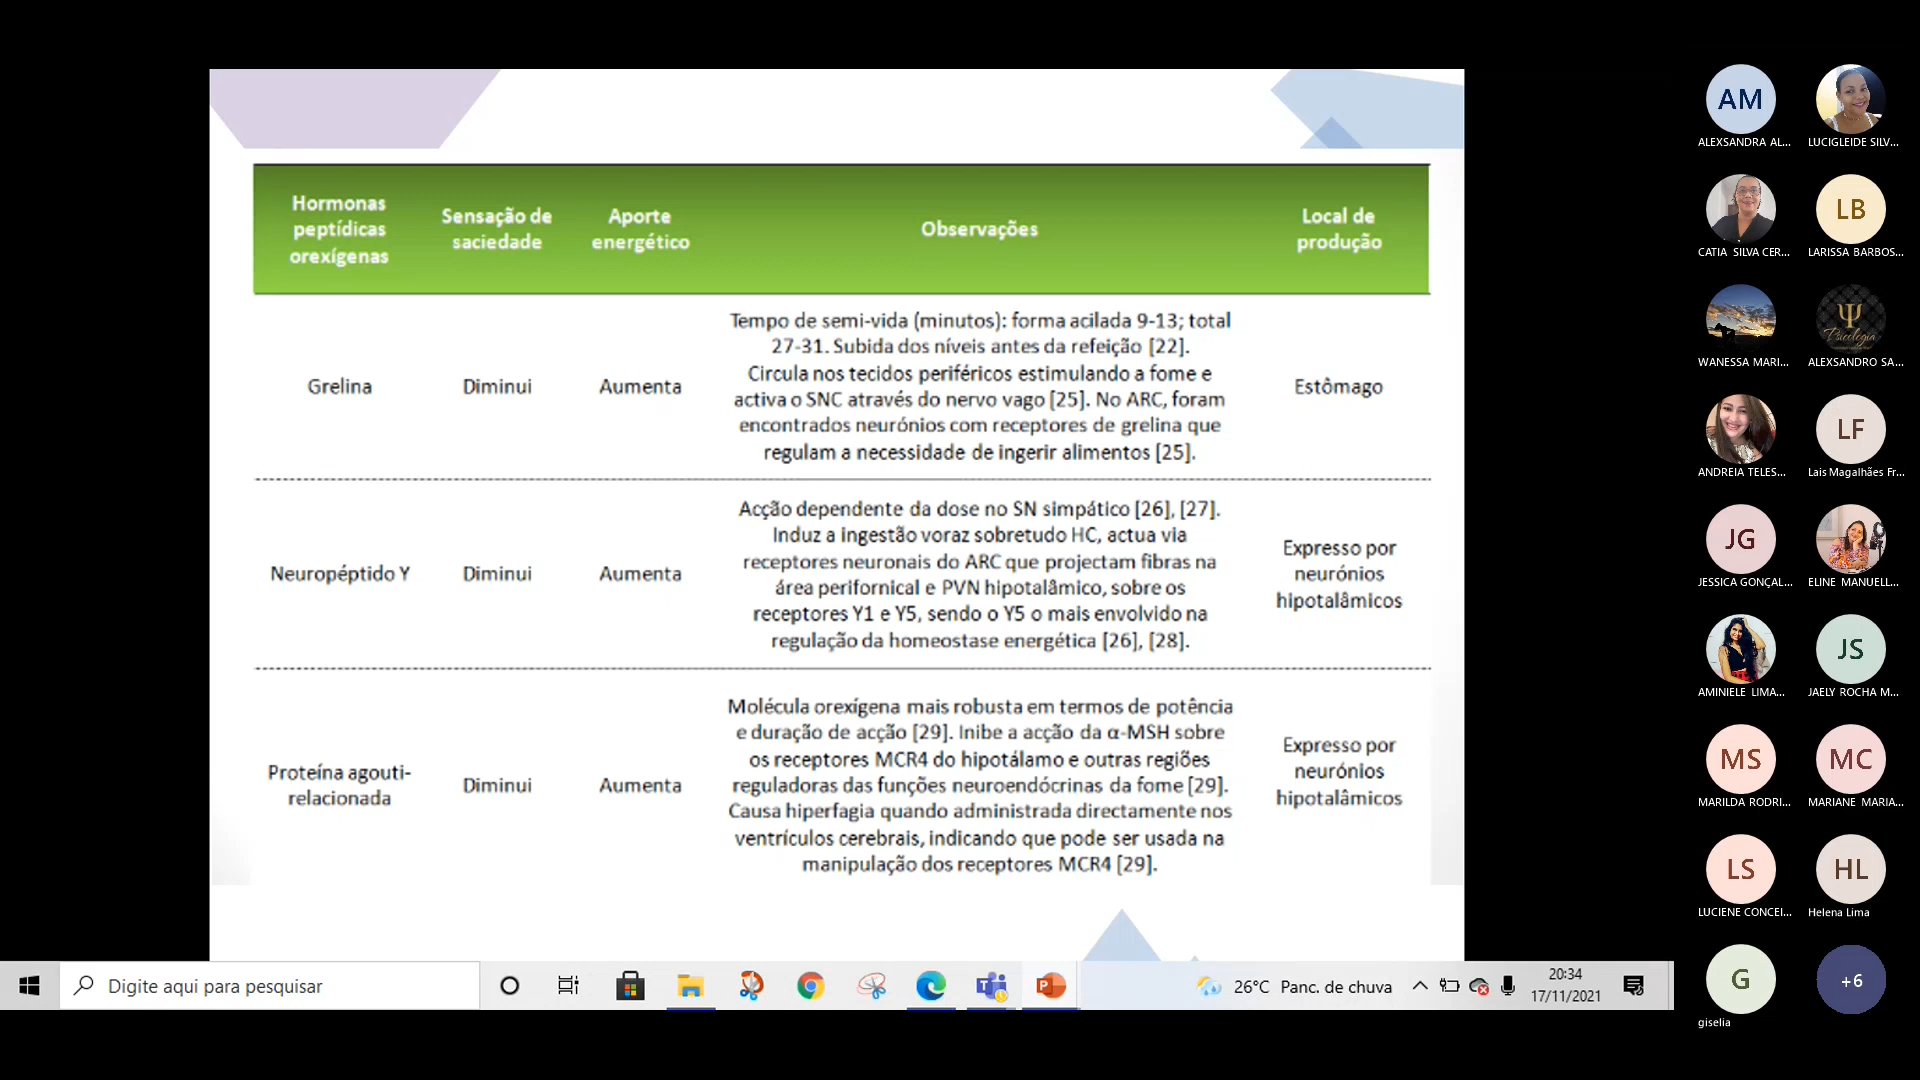 Hormonas
peptídicas
orexígenas
Sensação de
saciedade
Aporte
energético
Observações
Local de
produção
Grelina
Diminui
Aumenta
Tempo de semi-vida (minutos): forma acilada 9-13; total
27-31. Subida dos níveis antes da refeição [22].
Circula nos tecidos periféricos estimulando a fome e
activa o SNC através do nervo vago [25]. No ARC, foram
encontrados neurónios com receptores de grelina que
regulam a necessidade de ingerir alimentos [25].
Estômago
Neuropéptido Y
Diminui
Aumenta
Acção dependente da dose no SN simpático [26], [27].
Induz a ingestão voraz sobretudo HC, actua via
receptores neuronais do ARC que projectam fibras na
área perifornical e PVN hipotalâmico, sobre os
receptores Y1 e Y5, sendo o Y5 o mais envolvido na
regulação da homeostase energética [26], [28].
Expresso por
neurónios
hipotalâmicos
Proteína agouti-
relacionada
Diminui
Aumenta
Molécula orexígena mais robusta em termos de potência
e duração de acção [29]. Inibe a acção da α-MSH sobre
os receptores MCR4 do hipotálamo e outras regiões
reguladoras das funções neuroendócrinas da fome [29].
Causa hiperfagia quando administrada directamente nos
ventrículos cerebrais, indicando que pode ser usada na
manipulação dos receptores MCR4 [29].
Expresso por
neurónios
hipotalâmicos
AM
ALEXSANDRA AL...
LUCIGLEIDE SILV...
CATIA SILVA CER...
LB
LARISSA BARBOS...
WANESSA MARI...
Ψ
Psicologia
ALEXSANDRO SA...
ANDREIA TELES...
LF
Lais Magalhães Fr...
JG
JESSICA GONÇAL...
ELINE MANUELL...
AMINIELE LIMA...
JS
JAELY ROCHA M...
MS
MARILDA RODRI...
MC
MARIANE MARIA...
LS
LUCIENE CONCEI...
HL
Helena Lima
G
giselia
+6
Digite aqui para pesquisar
26°C Panc. de chuva
20:34
17/11/2021